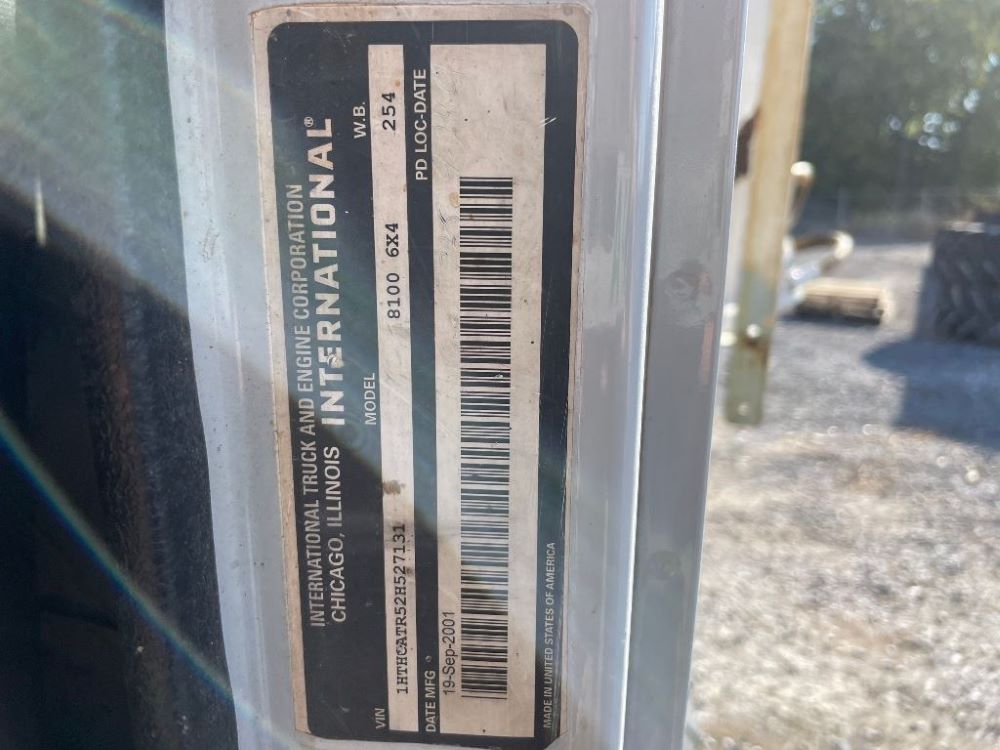 INTERNATIONAL TRUCK AND ENGINE CORPORATION
CHICAGO, ILLINOIS INTERNATIONAL®
VIN MODEL W.B.
1HTHCATR52H527131 8100 6X4 254
DATE MFG PD LOC-DATE
19-Sep-2001
MADE IN UNITED STATES OF AMERICA